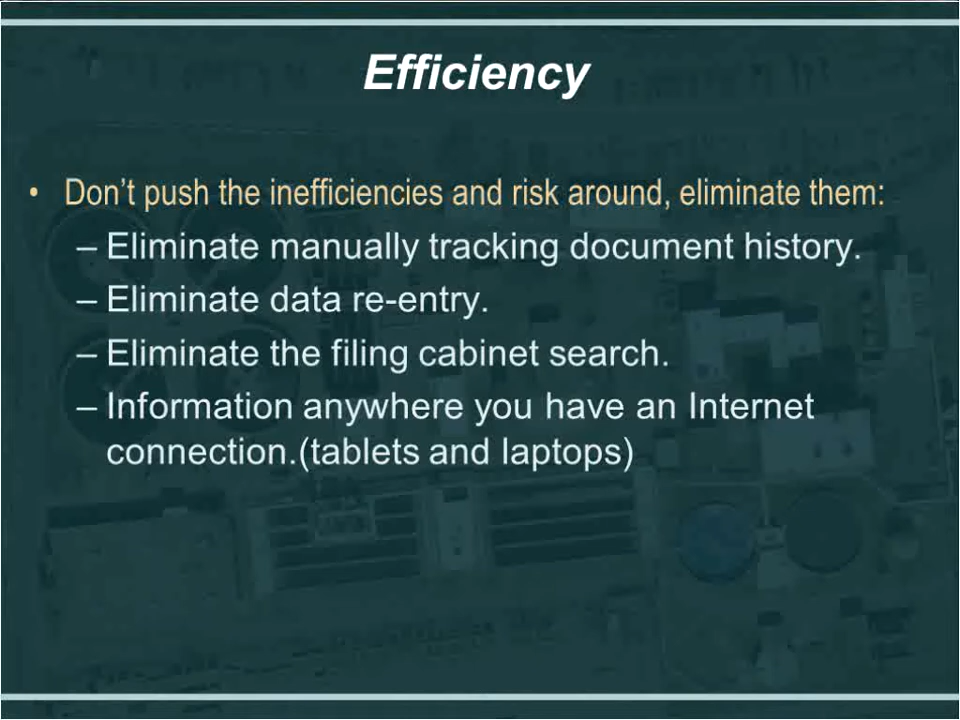 Efficiency
• Don't push the inefficiencies and risk around, eliminate them:
– Eliminate manually tracking document history.
– Eliminate data re-entry.
– Eliminate the filing cabinet search.
– Information anywhere you have an Internet
connection.(tablets and laptops)